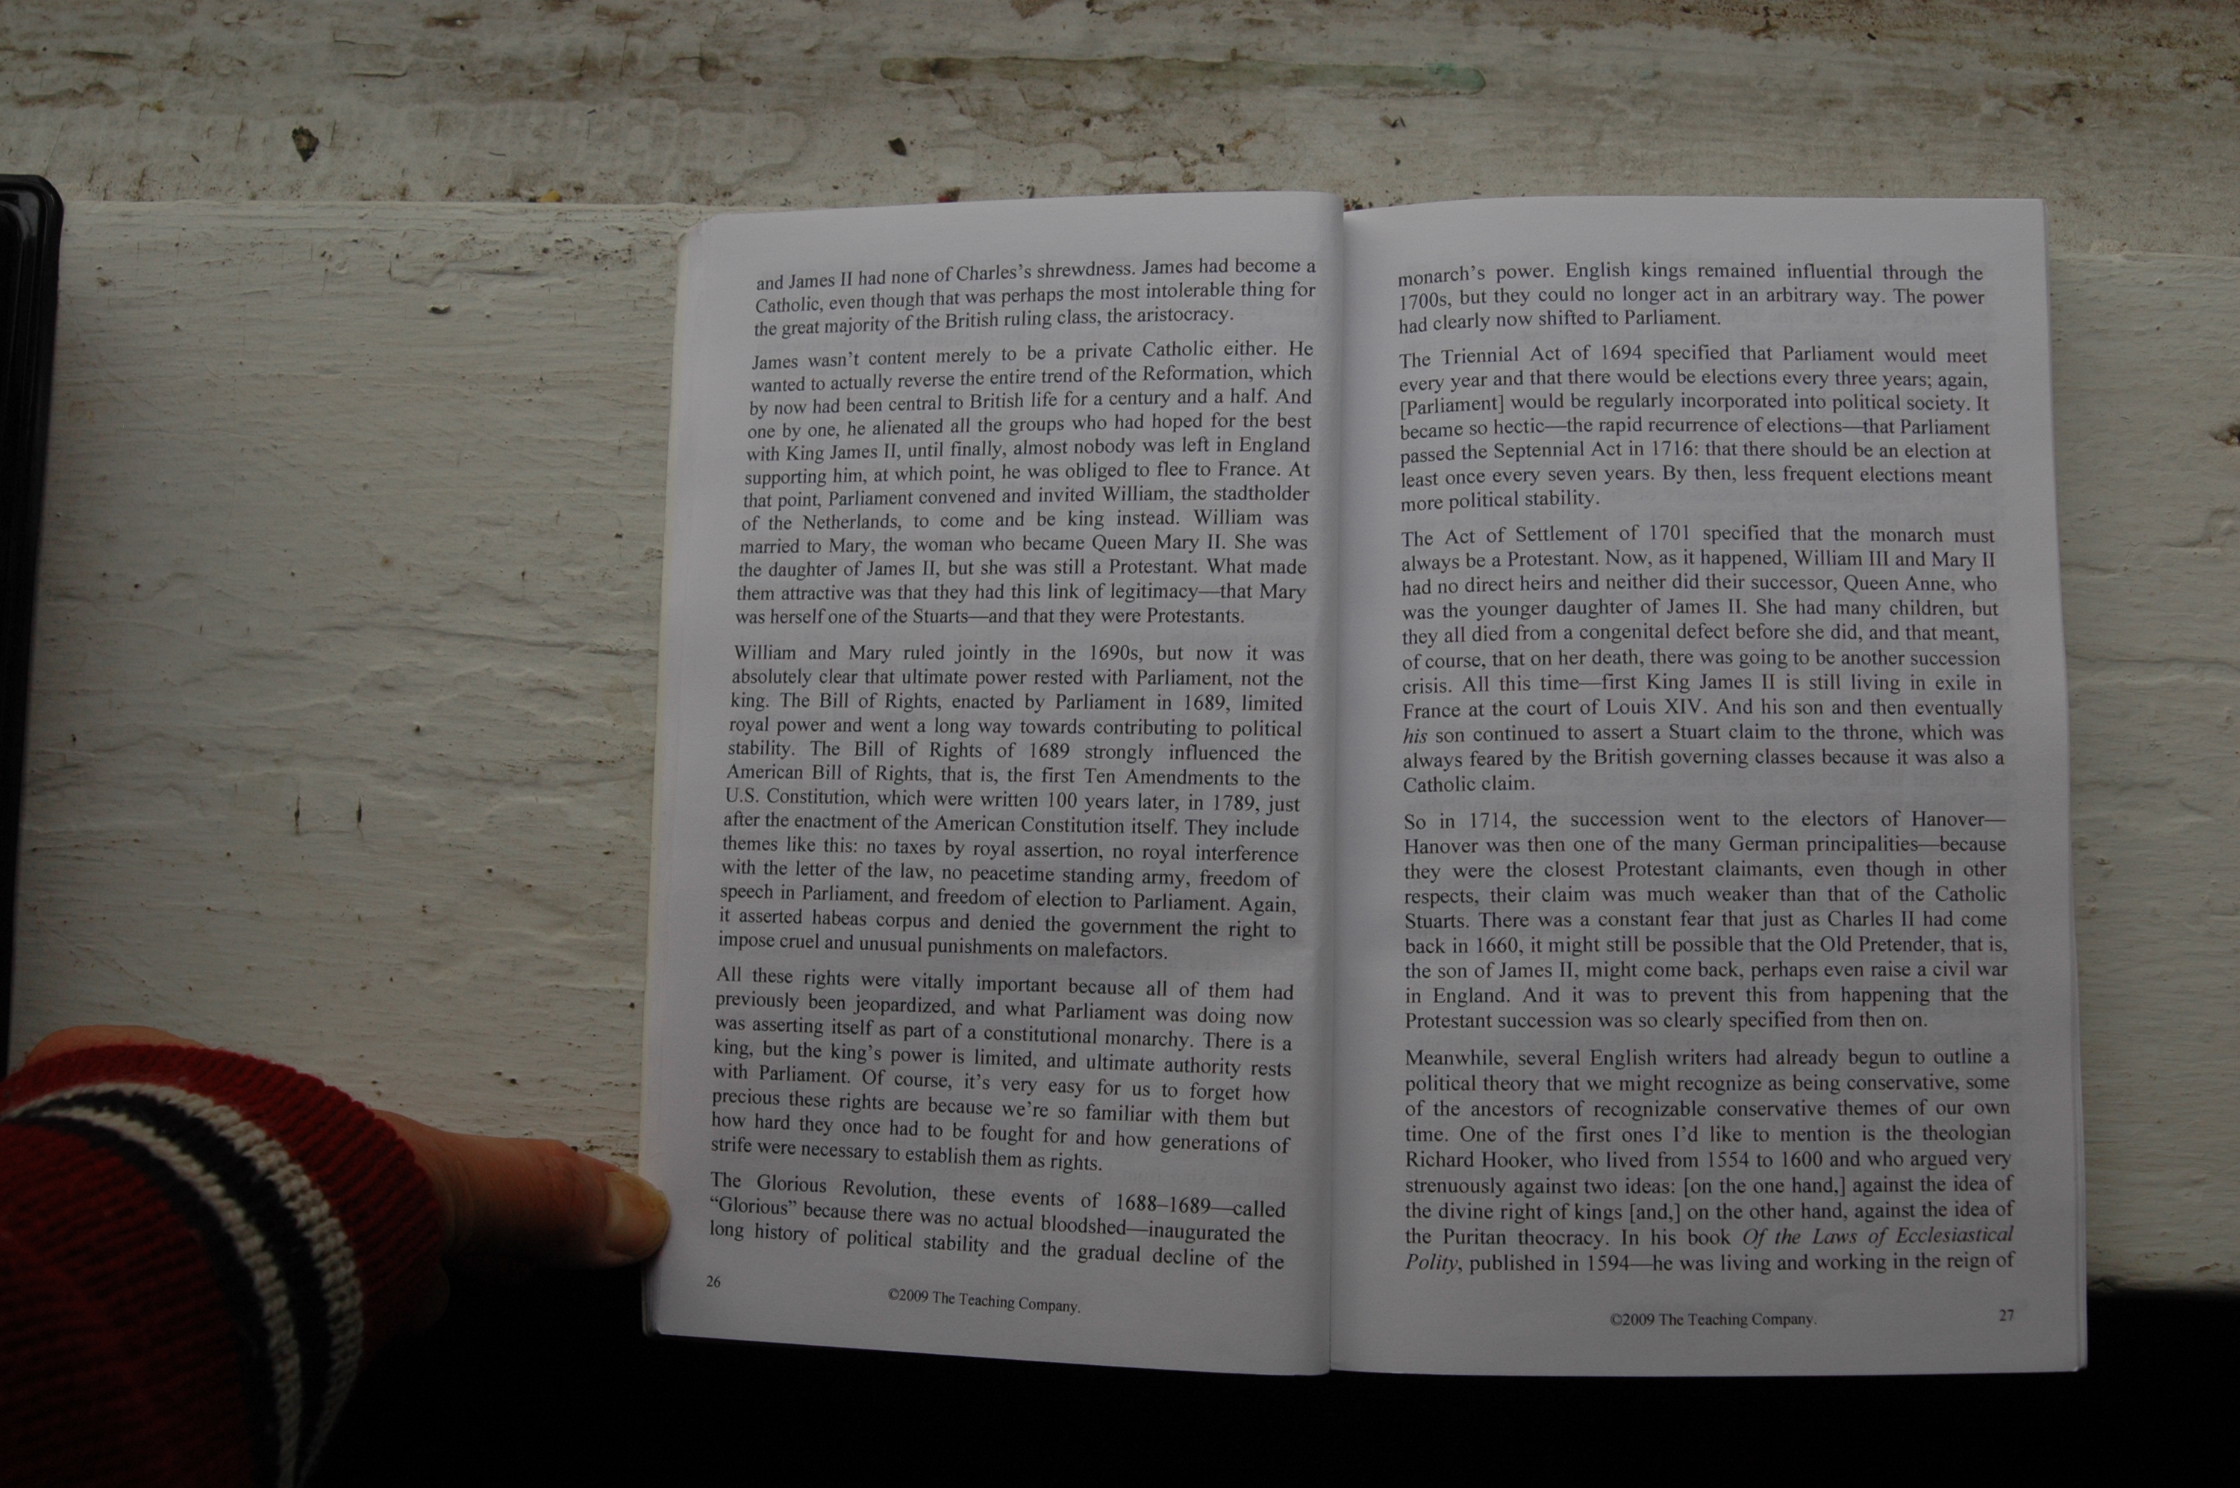 and James II had none of Charles's shrewdness. James had become a
Catholic, even though that was perhaps the most intolerable thing for
the great majority of the British ruling class, the aristocracy.
James wasn't content merely to be a private Catholic either. He
wanted to actually reverse the entire trend of the Reformation, which
by now had been central to British life for a century and a half. And
one by one, he alienated all the groups who had hoped for the best
with King James II, until finally, almost nobody was left in England
supporting him, at which point, he was obliged to flee to France. At
that point, Parliament convened and invited William, the stadtholder
of the Netherlands, to come and be king instead. William was
married to Mary, the woman who became Queen Mary II. She was
the daughter of James II, but she was still a Protestant. What made
them attractive was that they had this link of legitimacy—that Mary
was herself one of the Stuarts—and that they were Protestants.
William and Mary ruled jointly in the 1690s, but now it was
absolutely clear that ultimate power rested with Parliament, not the
king. The Bill of Rights, enacted by Parliament in 1689, limited
royal power and went a long way towards contributing to political
stability. The Bill of Rights of 1689 strongly influenced the
American Bill of Rights, that is, the first Ten Amendments to the
U.S. Constitution, which were written 100 years later, in 1789, just
after the enactment of the American Constitution itself. They include
themes like this: no taxes by royal assertion, no royal interference
with the letter of the law, no peacetime standing army, freedom of
speech in Parliament, and freedom of election to Parliament. Again,
it asserted habeas corpus and denied the government the right to
impose cruel and unusual punishments on malefactors.
All these rights were vitally important because all of them had
previously been jeopardized, and what Parliament was doing now
was asserting itself as part of a constitutional monarchy. There is a
king, but the king's power is limited, and ultimate authority rests
with Parliament. Of course, it's very easy for us to forget how
precious these rights are because we're so familiar with them but
how hard they once had to be fought for and how generations of
strife were necessary to establish them as rights.
The Glorious Revolution, these events of 1688–1689—called
“Glorious” because there was no actual bloodshed—inaugurated the
long history of political stability and the gradual decline of the
26
©2009 The Teaching Company.
monarch's power. English kings remained influential through the
1700s, but they could no longer act in an arbitrary way. The power
had clearly now shifted to Parliament.
The Triennial Act of 1694 specified that Parliament would meet
every year and that there would be elections every three years; again,
[Parliament] would be regularly incorporated into political society. It
became so hectic—the rapid recurrence of elections—that Parliament
passed the Septennial Act in 1716: that there should be an election at
least once every seven years. By then, less frequent elections meant
more political stability.
The Act of Settlement of 1701 specified that the monarch must
always be a Protestant. Now, as it happened, William III and Mary II
had no direct heirs and neither did their successor, Queen Anne, who
was the younger daughter of James II. She had many children, but
they all died from a congenital defect before she did, and that meant,
of course, that on her death, there was going to be another succession
crisis. All this time—first King James II is still living in exile in
France at the court of Louis XIV. And his son and then eventually
his son continued to assert a Stuart claim to the throne, which was
always feared by the British governing classes because it was also a
Catholic claim.
So in 1714, the succession went to the electors of Hanover—
Hanover was then one of the many German principalities—because
they were the closest Protestant claimants, even though in other
respects, their claim was much weaker than that of the Catholic
Stuarts. There was a constant fear that just as Charles II had come
back in 1660, it might still be possible that the Old Pretender, that is,
the son of James II, might come back, perhaps even raise a civil war
in England. And it was to prevent this from happening that the
Protestant succession was so clearly specified from then on.
Meanwhile, several English writers had already begun to outline a
political theory that we might recognize as being conservative, some
of the ancestors of recognizable conservative themes of our own
time. One of the first ones I'd like to mention is the theologian
Richard Hooker, who lived from 1554 to 1600 and who argued very
strenuously against two ideas: [on the one hand,] against the idea of
the divine right of kings [and,] on the other hand, against the idea of
the Puritan theocracy. In his book Of the Laws of Ecclesiastical
Polity, published in 1594—he was living and working in the reign of
©2009 The Teaching Company.
27